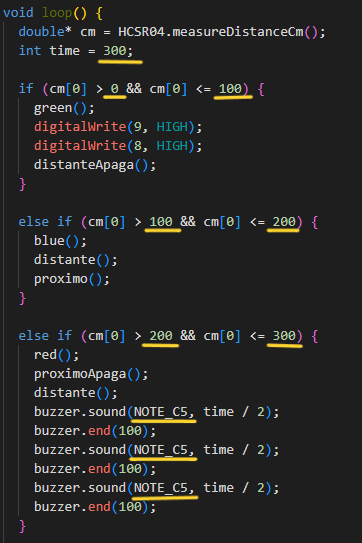 void loop() {
  double* cm = HCSR04.measureDistanceCm();
  int time = 300;

  if (cm[0] > 0 && cm[0] <= 100) {
    green();
    digitalWrite(9, HIGH);
    digitalWrite(8, HIGH);
    distanteApaga();
  }

  else if (cm[0] > 100 && cm[0] <= 200) {
    blue();
    distante();
    proximo();
  }

  else if (cm[0] > 200 && cm[0] <= 300) {
    red();
    proximoApaga();
    distante();
    buzzer.sound(NOTE_C5, time / 2);
    buzzer.end(100);
    buzzer.sound(NOTE_C5, time / 2);
    buzzer.end(100);
    buzzer.sound(NOTE_C5, time / 2);
    buzzer.end(100);
  }